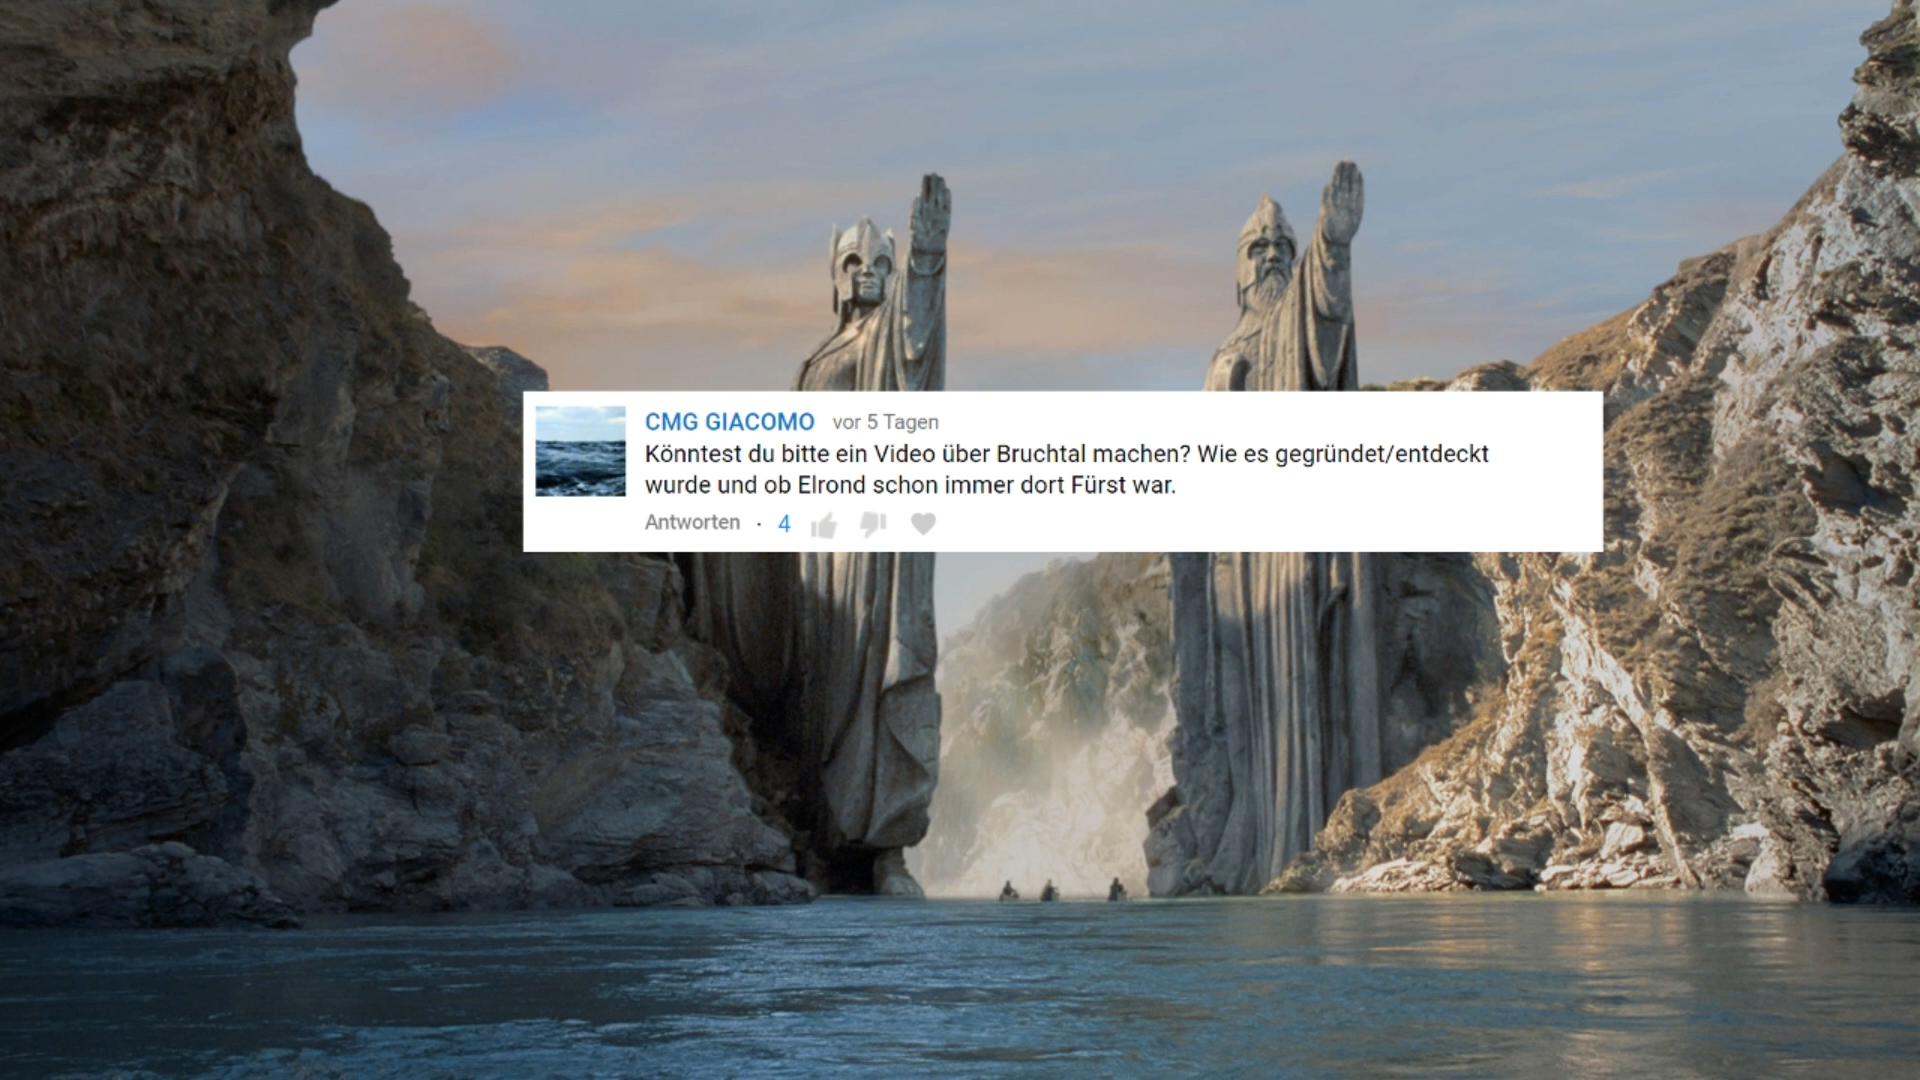 CMG GIACOMO vor 5 Tagen
Könntest du bitte ein Video über Bruchtal machen? Wie es gegründet/entdeckt
wurde und ob Elrond schon immer dort Fürst war.
Antworten · 4